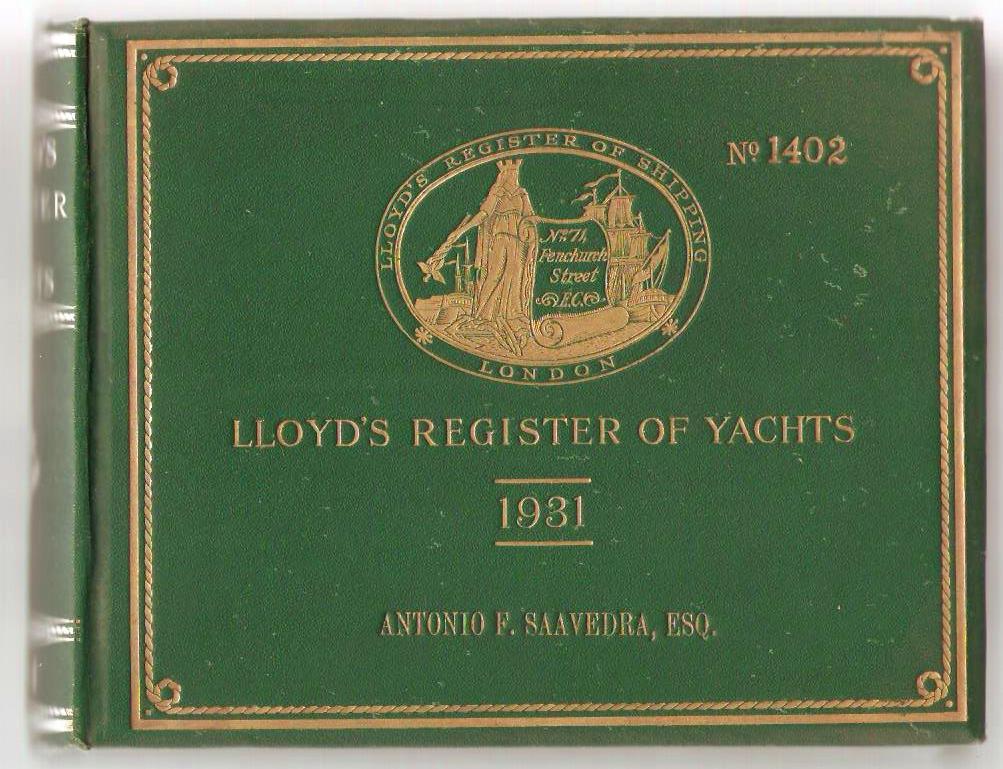 LLOYD'S REGISTER OF SHIPPING
LONDON
Nº 71,
Fenchurch
Street
E.C.
Nº 1402
LLOYD'S REGISTER OF YACHTS
1931
ANTONIO F. SAAVEDRA, ESQ.